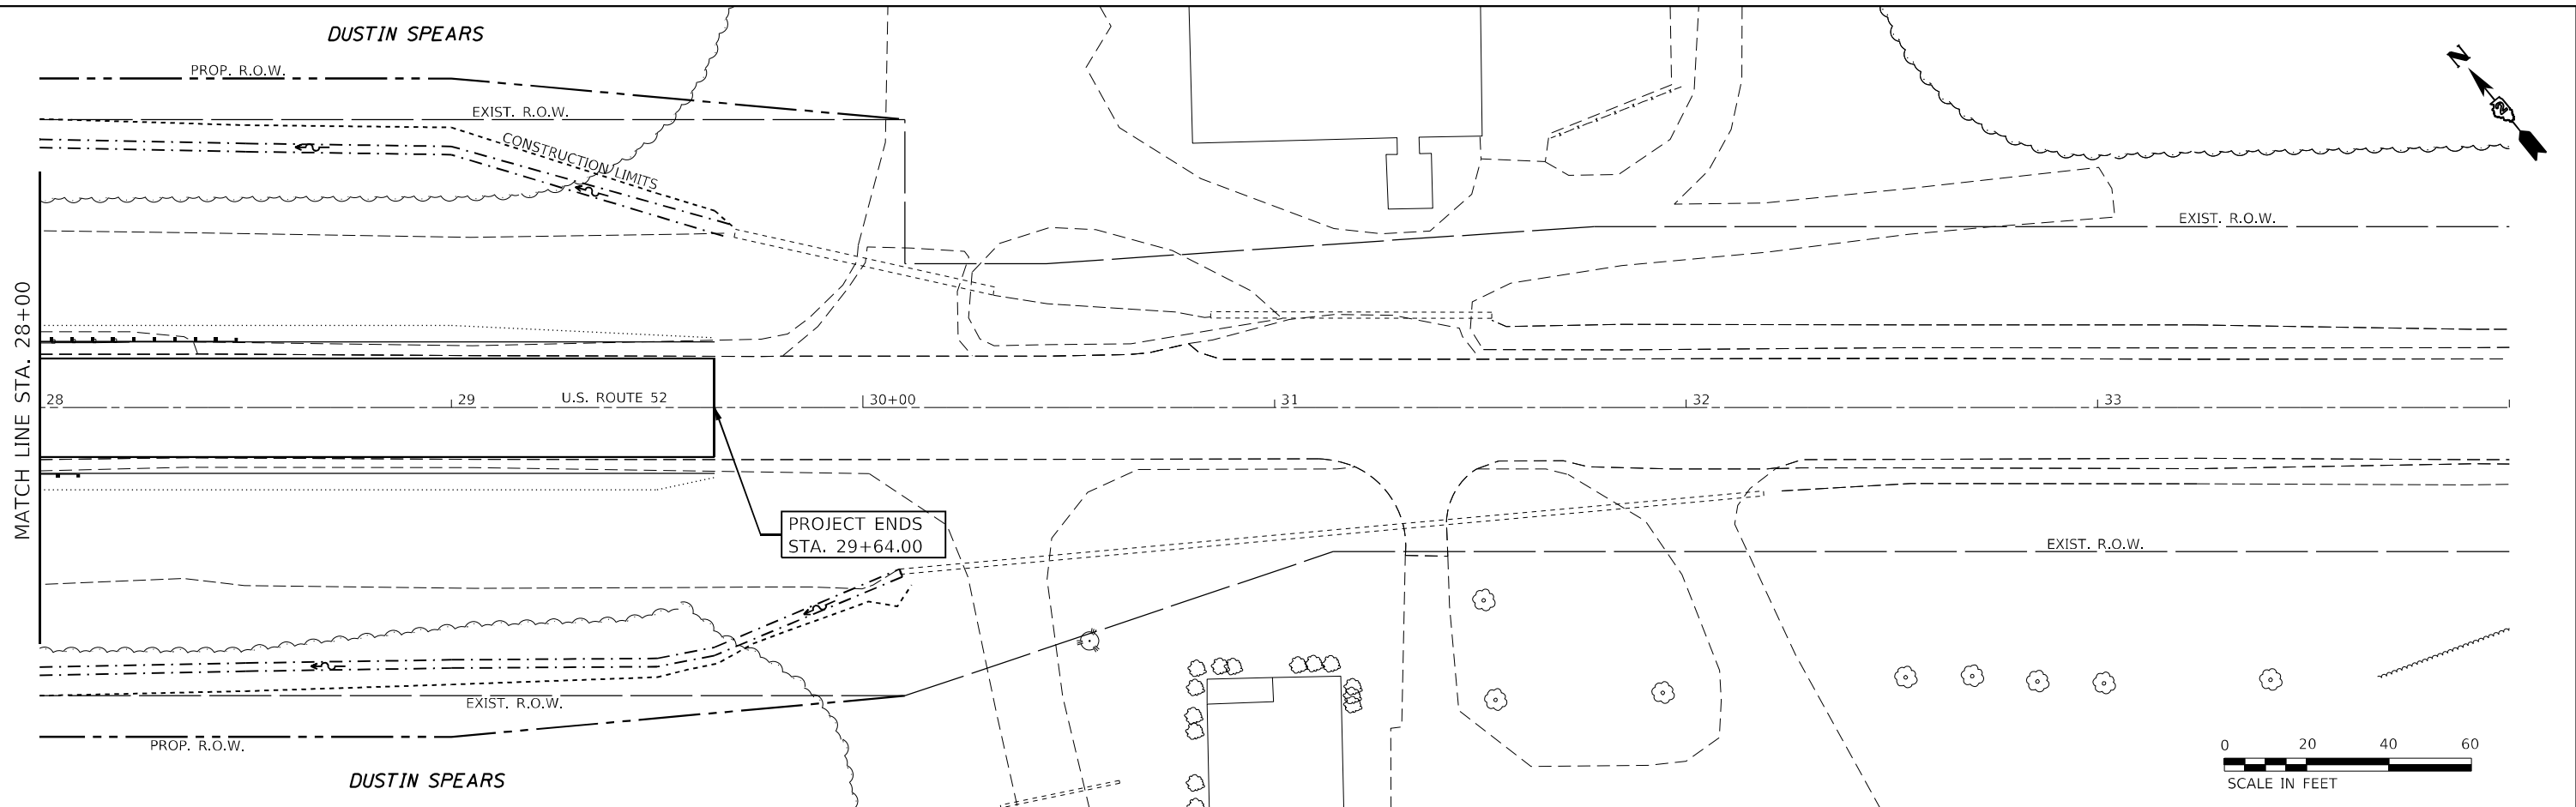 DUSTIN SPEARS
PROP. R.O.W.
EXIST. R.O.W.
CONSTRUCTION LIMITS
N
2
EXIST. R.O.W.
MATCH LINE STA. 28+00
28
29
U.S. ROUTE 52
30+00
31
32
33
PROJECT ENDS
STA. 29+64.00
EXIST. R.O.W.
EXIST. R.O.W.
PROP. R.O.W.
DUSTIN SPEARS
0 20 40 60
SCALE IN FEET